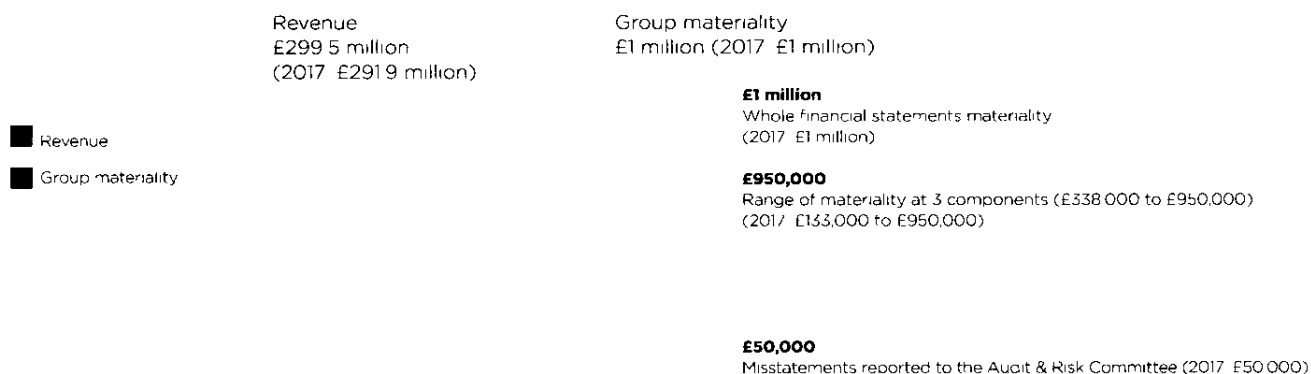 Revenue
£299 5 million
(2017 £291 9 million)
Group materiality
£1 million (2017 £1 million)
£1 million
Whole financial statements materiality
(2017 £1 million)
Revenue
Group materiality
£950,000
Range of materiality at 3 components (£338 000 to £950,000)
(2017 £133,000 to £950,000)
£50,000
Misstatements reported to the Audit & Risk Committee (2017 £50 000)